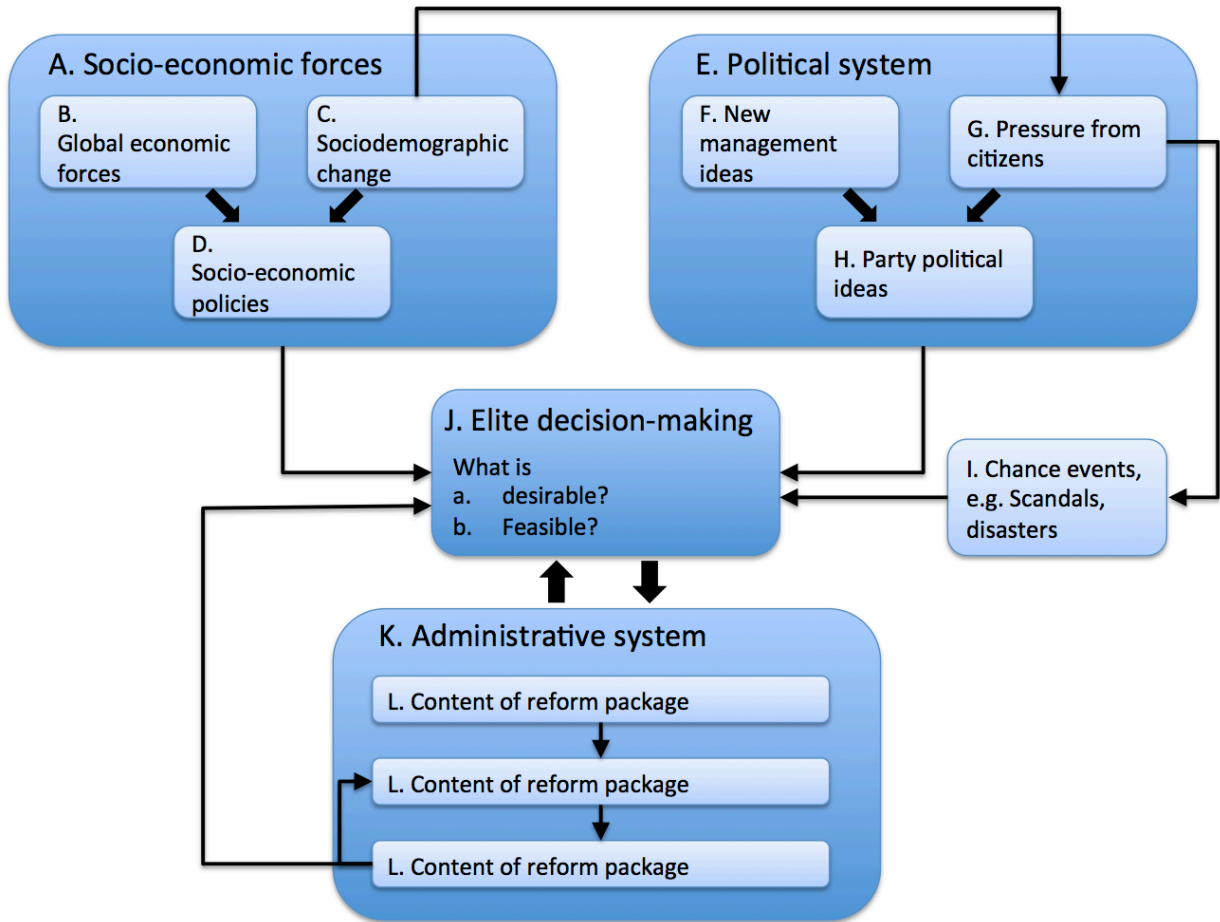 A. Socio-economic forces
B.
Global economic
forces
C.
Sociodemographic
change
D.
Socio-economic
policies
E. Political system
F. New
management
ideas
G. Pressure from
citizens
H. Party political
ideas
J. Elite decision-making
What is
a. desirable?
b. Feasible?
I. Chance events,
e.g. Scandals,
disasters
K. Administrative system
L. Content of reform package
L. Content of reform package
L. Content of reform package